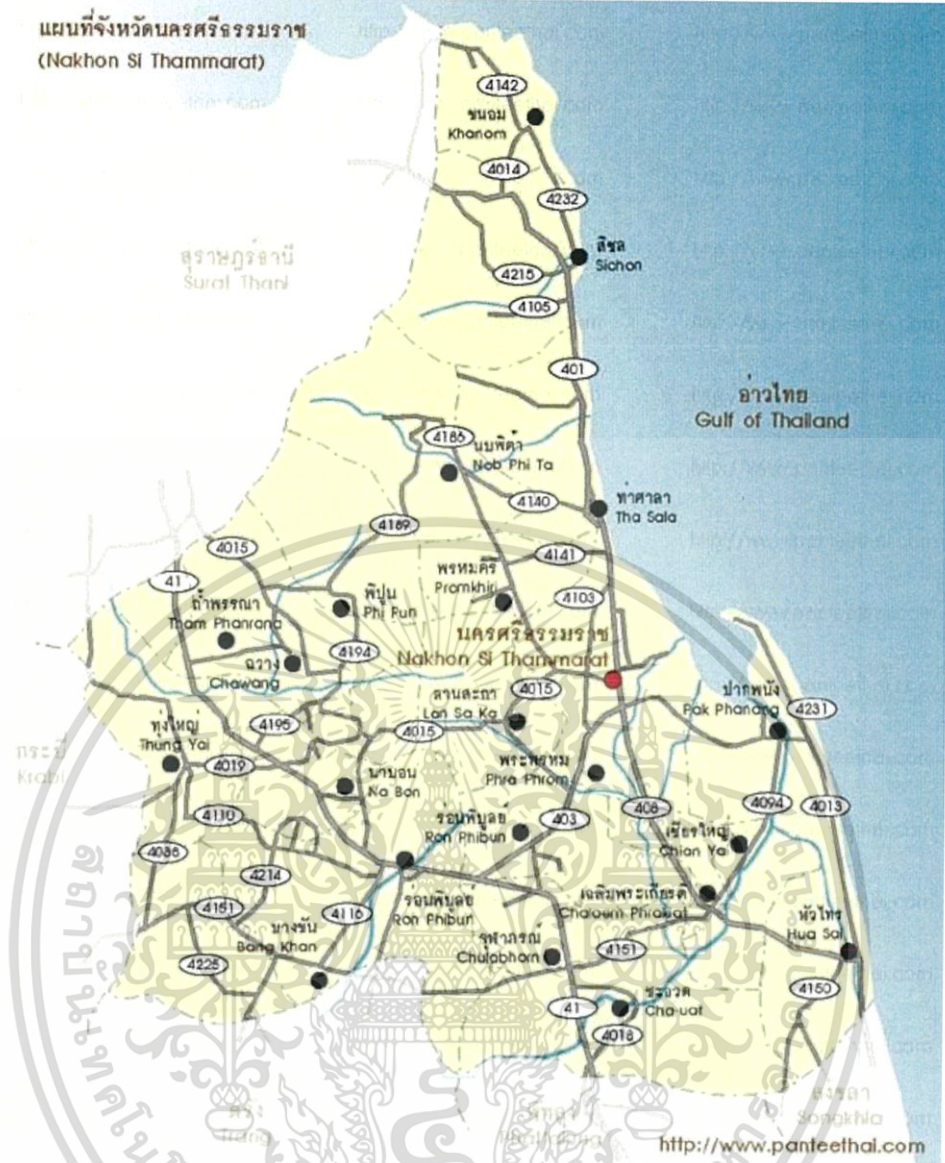 แผนที่จังหวัดนครศรีธรรมราช
(Nakhon Si Thammarat)
4142
ขนอม
Khanom
4014
4232
สิชล
Sichon
สุราษฎร์ธานี
Surat Thani
4215
4105
401
อ่าวไทย
Gulf of Thailand
4186
นบพิตำ
Nob Phi Ta
4140
ท่าศาลา
Tha Sala
4189
4015
4141
41
พรหมคิรี
Promkhiri
4103
พิปูน
Phi Pun
ถ้ำพรรณา
Tham Phanrana
นครศรีธรรมราช
Nakhon Si Thammarat
4194
ฉวาง
Chawang
4015
ลานสะกา
Lan Sa Ka
ปากพนัง
Pak Phanang
4231
ทุ่งใหญ่
Thung Yai
4195
4015
กระบี่
Krabi
4019
นาบอน
Na Bon
พระพรหม
Phra Phrom
408
4094
4013
4110
ร่อนพิบูลย์
Ron Phibun
403
เชียรใหญ่
Chian Yai
4038
4214
ร่อนพิบูลย์
Ron Phibun
เฉลิมพระเกียรติ
Chaloem Phrakiat
4151
4116
บางขัน
Bang Khan
จุฬาภรณ์
Chulabhorn
4151
หัวไทร
Hua Sai
4225
4150
ชะอวด
Cha-uat
41
4018
ตรัง
Trang
พัทลุง
Phatthalung
สงขลา
Songkhla
http://www.panteethai.com